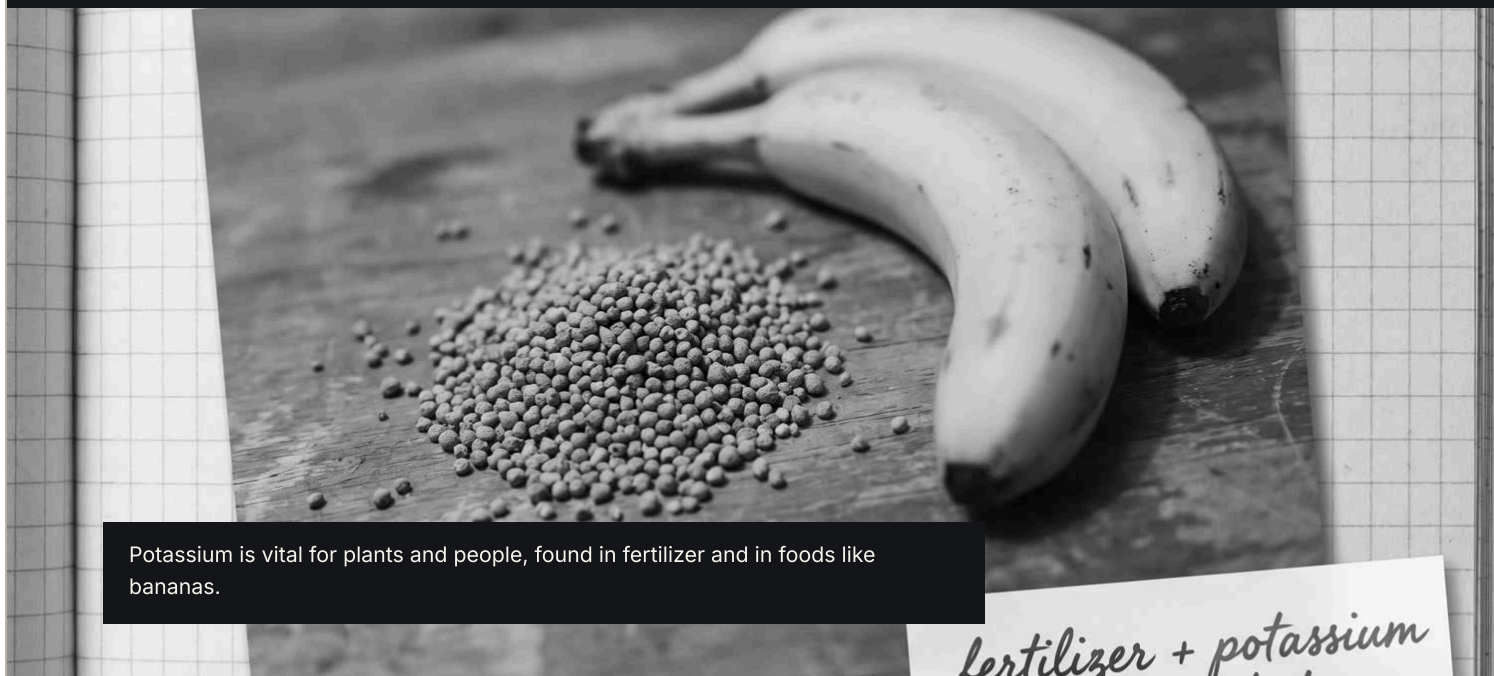 Potassium is vital for plants and people, found in fertilizer and in foods like
bananas.
fertilizer + potassium